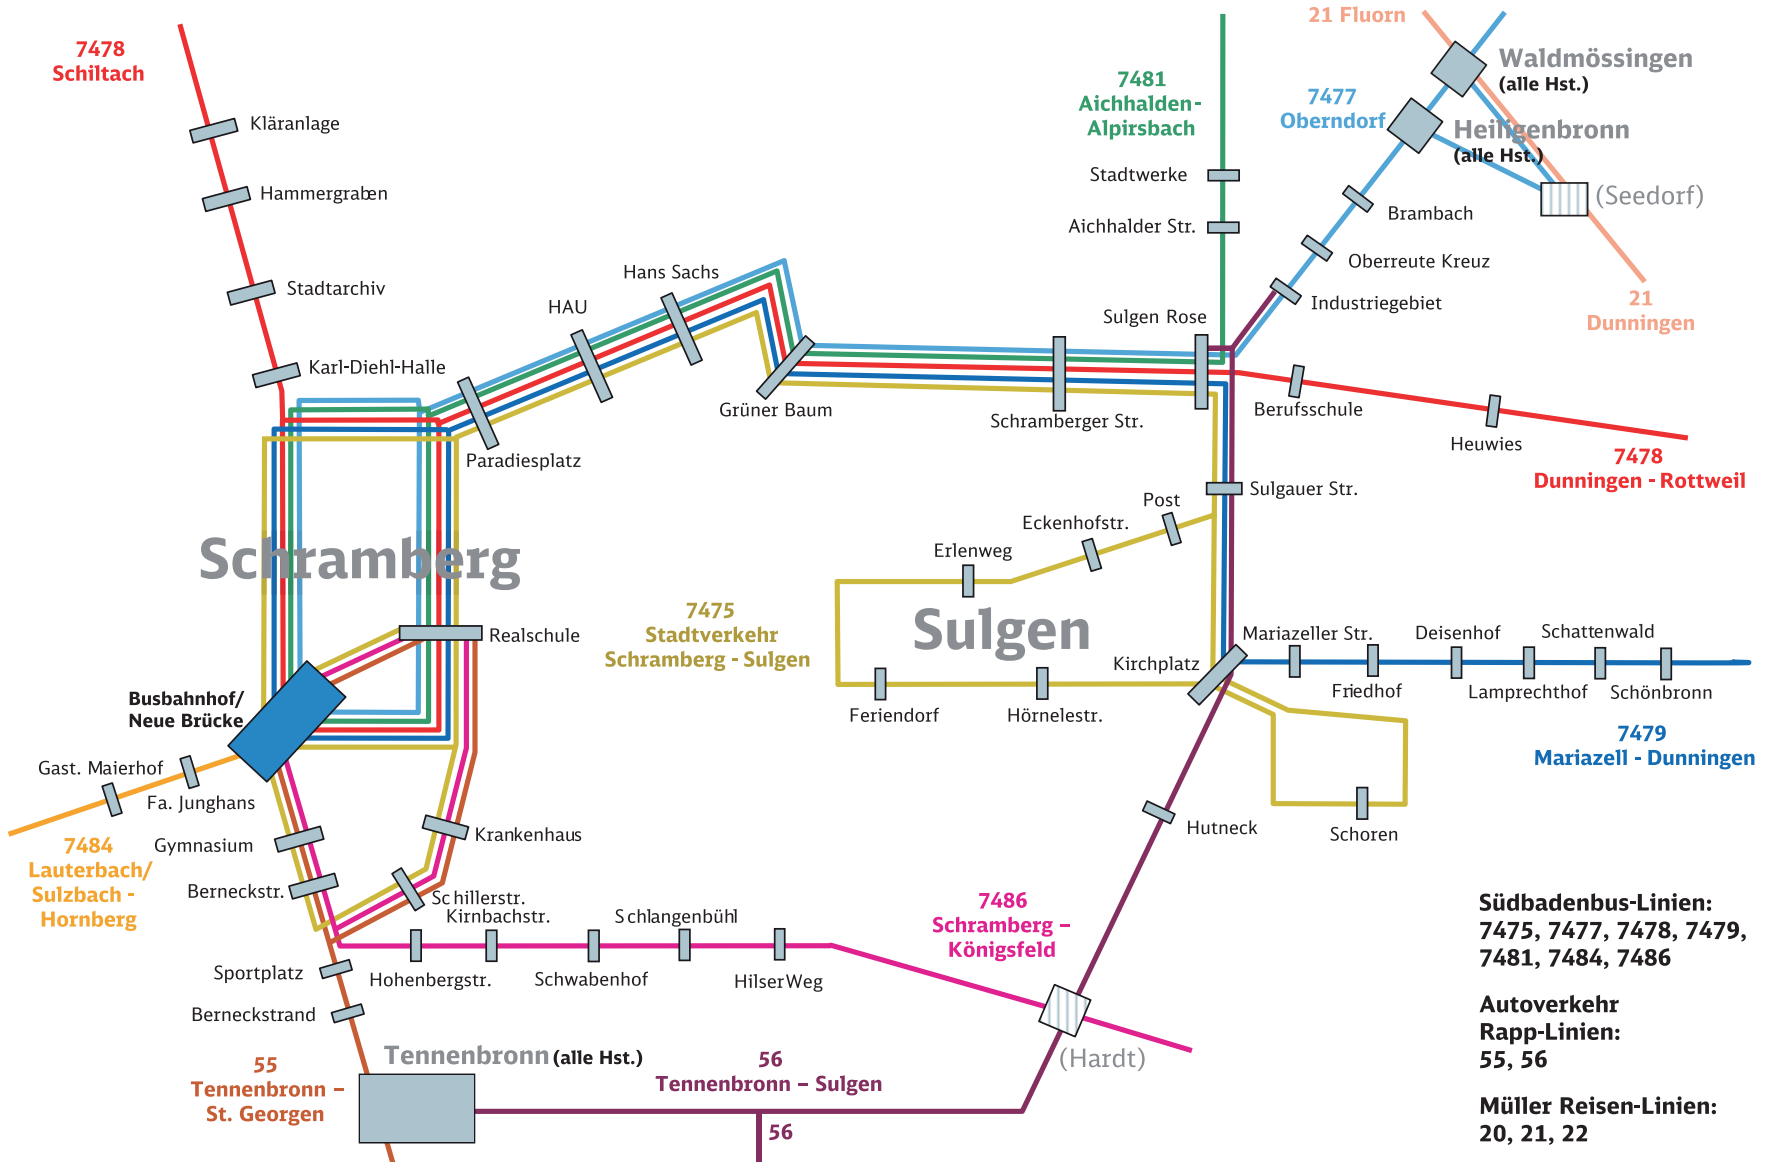 7478
Schiltach
Kläranlage
Hammergraben
Stadtarchiv
Karl-Diehl-Halle
HAU
Hans Sachs
Paradiesplatz
Grüner Baum
Schramberger Str.
Sulgen Rose
7481
Aichhalden-
Alpirsbach
Stadtwerke
Aichhalder Str.
21 Fluorn
7477
Oberndorf
Waldmössingen
(alle Hst.)
Heiligenbronn
(alle Hst.)
(Seedorf)
Brambach
Oberreute Kreuz
Industriegebiet
21
Dunningen
Berufsschule
Heuwies
7478
Dunningen - Rottweil
Schramberg
Realschule
Busbahnhof/
Neue Brücke
Gast. Maierhof
Fa. Junghans
7484
Lauterbach/
Sulzbach -
Hornberg
Gymnasium
Berneckstr.
Krankenhaus
Schillerstr.
Kirnbachstr.
Schlangenbühl
Hohenbergstr.
Schwabenhof
Hilser Weg
Sportplatz
Berneckstrand
55
Tennenbronn –
St. Georgen
Tennenbronn (alle Hst.)
56
Tennenbronn – Sulgen
56
7486
Schramberg –
Königsfeld
(Hardt)
7475
Stadtverkehr
Schramberg - Sulgen
Sulgen
Sulgauer Str.
Post
Eckenhofstr.
Erlenweg
Feriendorf
Hörnelestr.
Kirchplatz
Mariazeller Str.
Friedhof
Deisenhof
Lamprechthof
Schattenwald
Schönbronn
7479
Mariazell - Dunningen
Schoren
Hutneck
Südbadenbus-Linien:
7475, 7477, 7478, 7479,
7481, 7484, 7486
Autoverkehr
Rapp-Linien:
55, 56
Müller Reisen-Linien:
20, 21, 22